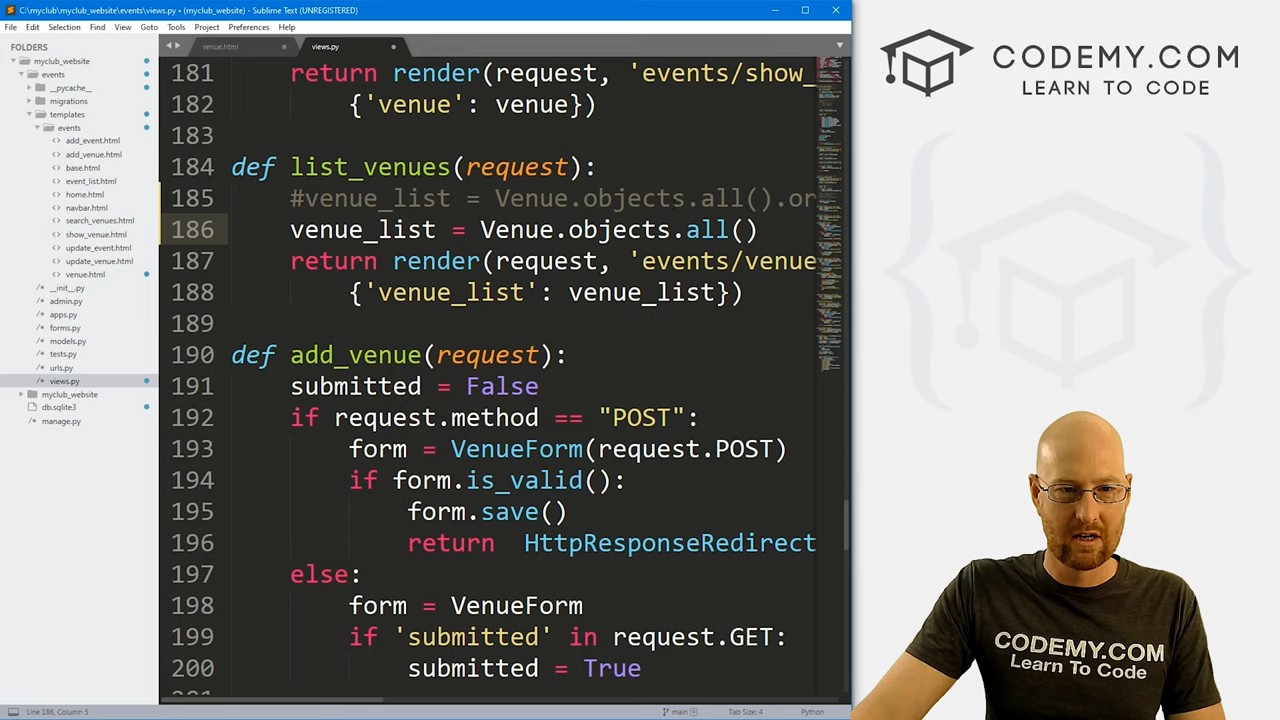 C:\myclub\myclub_website\events\views.py • (myclub_website) - Sublime Text (UNREGISTERED)
File Edit Selection Find View Goto Tools Project Preferences Help
FOLDERS
myclub_website
events
__pycache__
migrations
templates
events
add_event.html
add_venue.html
base.html
event_list.html
home.html
navbar.html
search_venues.html
show_venue.html
update_event.html
update_venue.html
venue.html
__init__.py
admin.py
apps.py
forms.py
models.py
tests.py
urls.py
views.py
myclub_website
db.sqlite3
manage.py
venue.html
views.py
181 return render(request, 'events/show_
182 {'venue': venue})
183
184 def list_venues(request):
185 #venue_list = Venue.objects.all().or
186 venue_list = Venue.objects.all()
187 return render(request, 'events/venue
188 {'venue_list': venue_list})
189
190 def add_venue(request):
191 submitted = False
192 if request.method == "POST":
193 form = VenueForm(request.POST)
194 if form.is_valid():
195 form.save()
196 return HttpResponseRedirect
197 else:
198 form = VenueForm
199 if 'submitted' in request.GET:
200 submitted = True
Line 186, Column 5
main (4)
Tab Size: 4
Python
CODEMY.COM
LEARN TO CODE
CODEMY.COM
Learn To Code